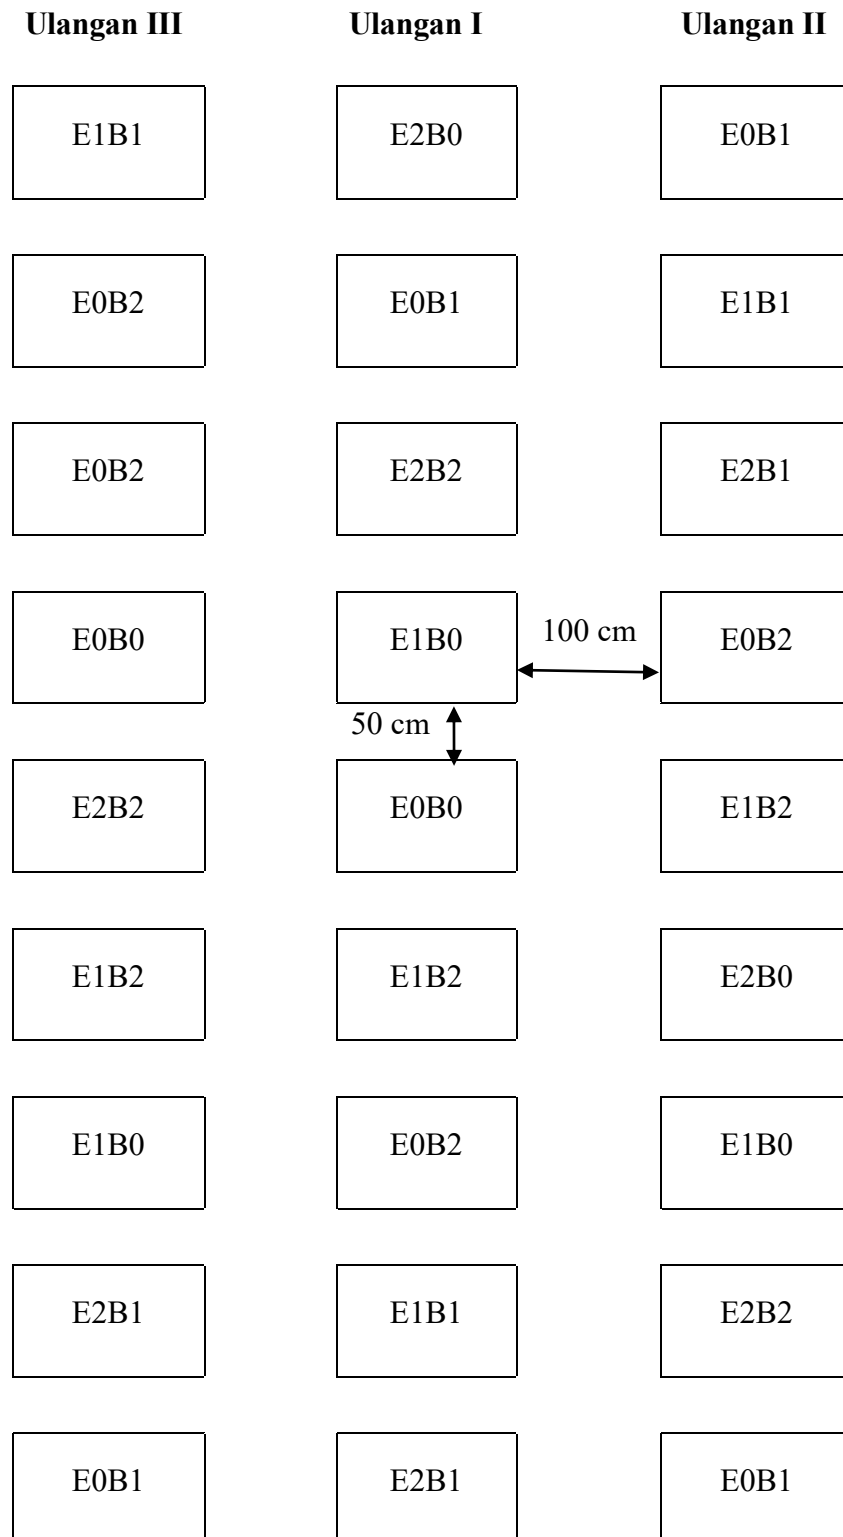 Ulangan III Ulangan I Ulangan II
E1B1 E2B0 E0B1
E0B2 E0B1 E1B1
E0B2 E2B2 E2B1
E0B0 E1B0 100 cm E0B2
50 cm
E2B2 E0B0 E1B2
E1B2 E1B2 E2B0
E1B0 E0B2 E1B0
E2B1 E1B1 E2B2
E0B1 E2B1 E0B1